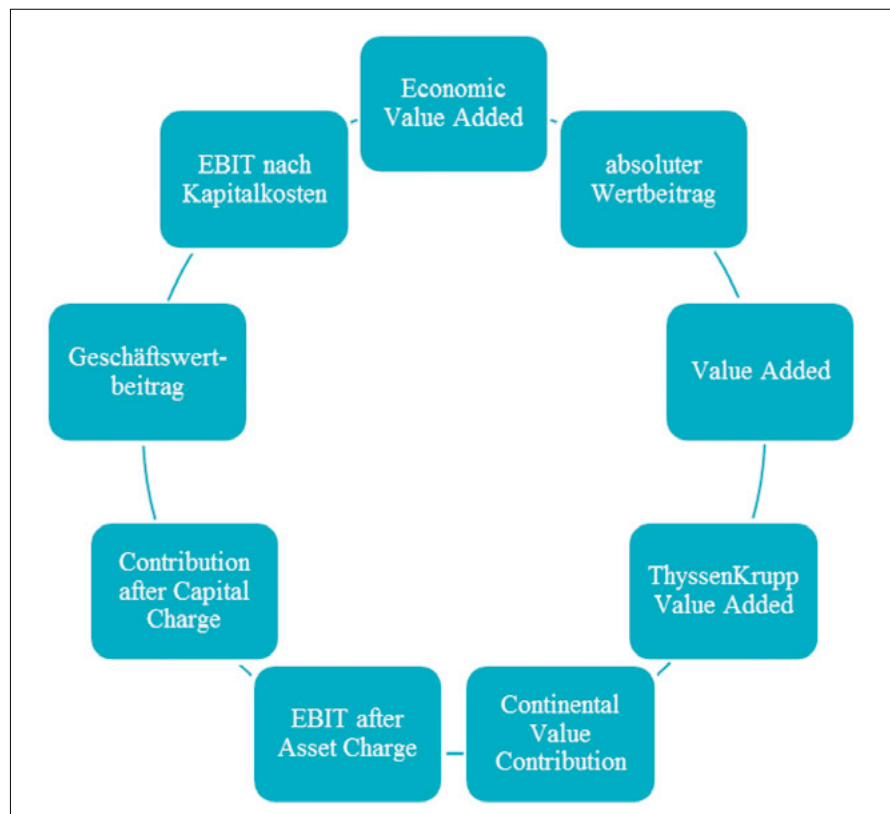 Economic
Value Added
absoluter
Wertbeitrag
Value Added
ThyssenKrupp
Value Added
Continental
Value
Contribution
EBIT after
Asset Charge
Contribution
after Capital
Charge
Geschäftswert-
beitrag
EBIT nach
Kapitalkosten